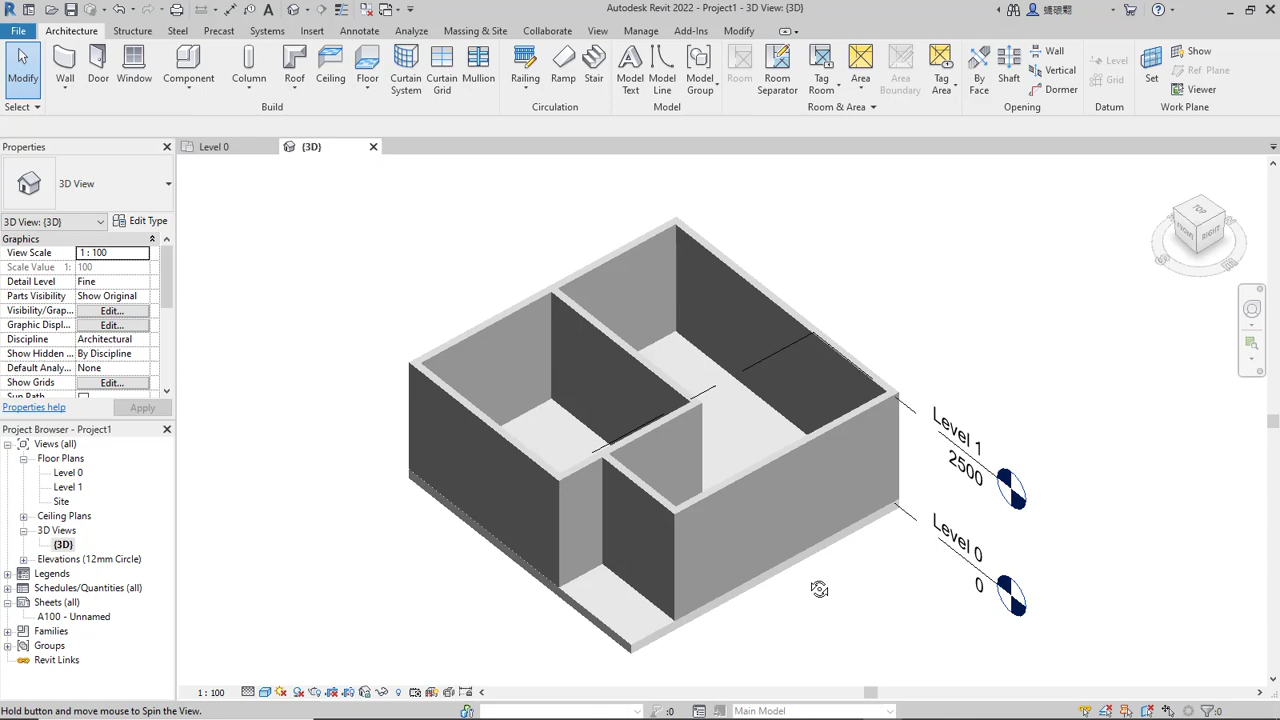 Autodesk Revit 2022 - Project1 - 3D View: {3D}
File Architecture Structure Steel Precast Systems Insert Annotate Analyze Massing & Site Collaborate View Manage Add-Ins Modify
Modify Wall Door Window Component Column Roof Ceiling Floor Curtain System Curtain Grid Mullion Railing Ramp Stair Model Text Model Line Model Group Room Room Separator Tag Room Area Area Boundary Tag Area By Face Shaft Wall Vertical Dormer Level Grid Set Show Ref Plane Viewer
Select Build Circulation Model Room & Area Opening Datum Work Plane
Properties
Level 0
{3D}
3D View
3D View: {3D} Edit Type
Graphics
View Scale 1 : 100
Scale Value 1: 100
Detail Level Fine
Parts Visibility Show Original
Visibility/Grap... Edit...
Graphic Displ... Edit...
Discipline Architectural
Show Hidden ... By Discipline
Default Analy... None
Show Grids Edit...
Sun Path
Properties help Apply
Project Browser - Project1
Views (all)
Floor Plans
Level 0
Level 1
Site
Ceiling Plans
3D Views
{3D}
Elevations (12mm Circle)
Legends
Schedules/Quantities (all)
Sheets (all)
A100 - Unnamed
Families
Groups
Revit Links
TOP
FRONT RIGHT
Level 1
2500
Level 0
0
1 : 100
Hold button and move mouse to Spin the View. :0 Main Model :0